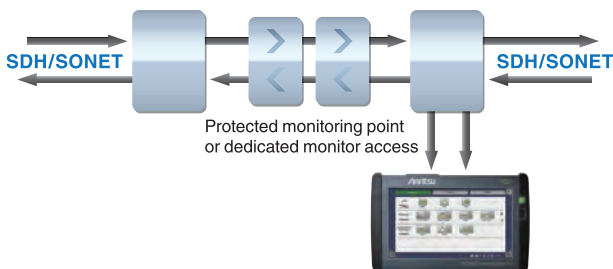 SDH/SONET
SDH/SONET
Protected monitoring point
or dedicated monitor access
Anritsu